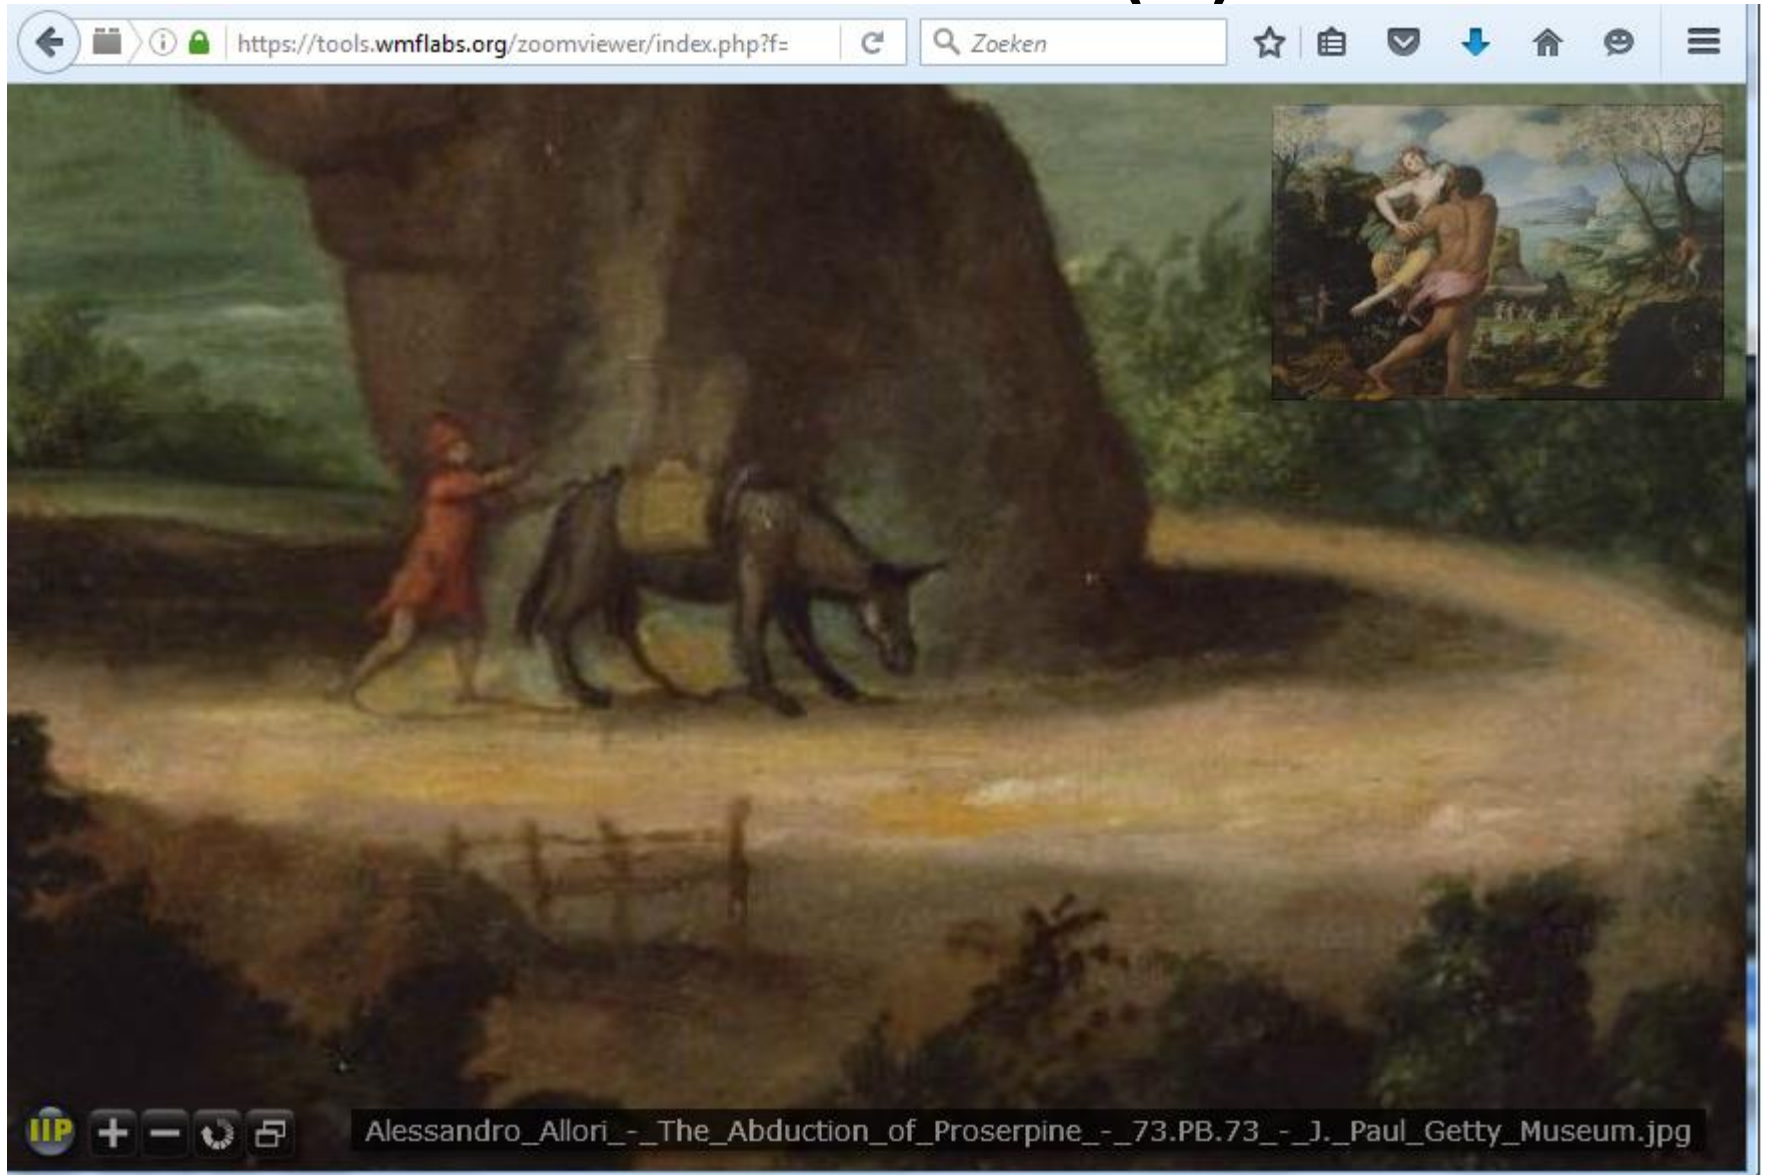 https://tools.wmflabs.org/zoomviewer/index.php?f=
Zoeken
IIP
Alessandro_Allori_-_The_Abduction_of_Proserpine_-_73.PB.73_-_J._Paul_Getty_Museum.jpg